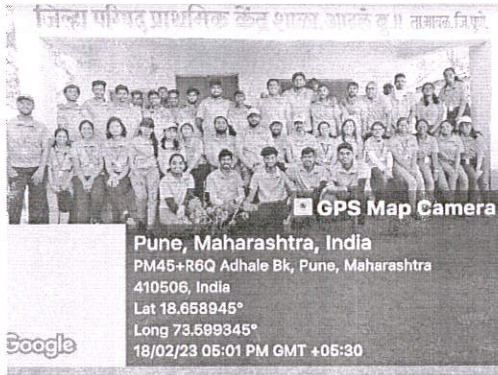 जिल्हा परिषद प्राथमिक केंद्र शाळा आढले बु ॥ ता.मावळ. जि.पुणे.
GPS Map Camera
Pune, Maharashtra, India
PM45+R6Q Adhale Bk, Pune, Maharashtra
410506, India
Lat 18.658945°
Long 73.599345°
18/02/23 05:01 PM GMT +05:30
Google